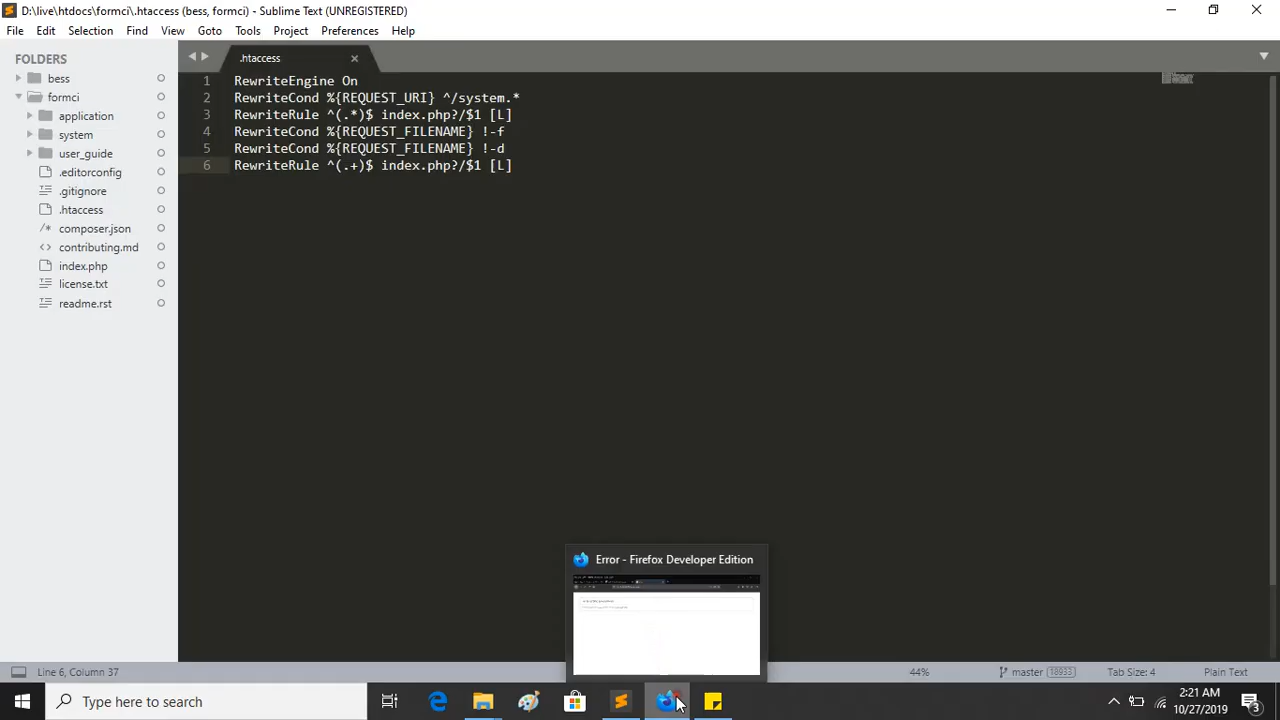 D:\live\htdocs\formci\.htaccess (bess, formci) - Sublime Text (UNREGISTERED)
File Edit Selection Find View Goto Tools Project Preferences Help
FOLDERS
bess
formci
application
system
user_guide
.editorconfig
.gitignore
.htaccess
/* composer.json
<> contributing.md
index.php
license.txt
readme.rst
.htaccess
1 RewriteEngine On
2 RewriteCond %{REQUEST_URI} ^/system.*
3 RewriteRule ^(.*)$ index.php?/$1 [L]
4 RewriteCond %{REQUEST_FILENAME} !-f
5 RewriteCond %{REQUEST_FILENAME} !-d
6 RewriteRule ^(.+)$ index.php?/$1 [L]
Error - Firefox Developer Edition
Line 6, Column 37
44%
master 18933
Tab Size: 4
Plain Text
Type here to search
2:21 AM
10/27/2019
3